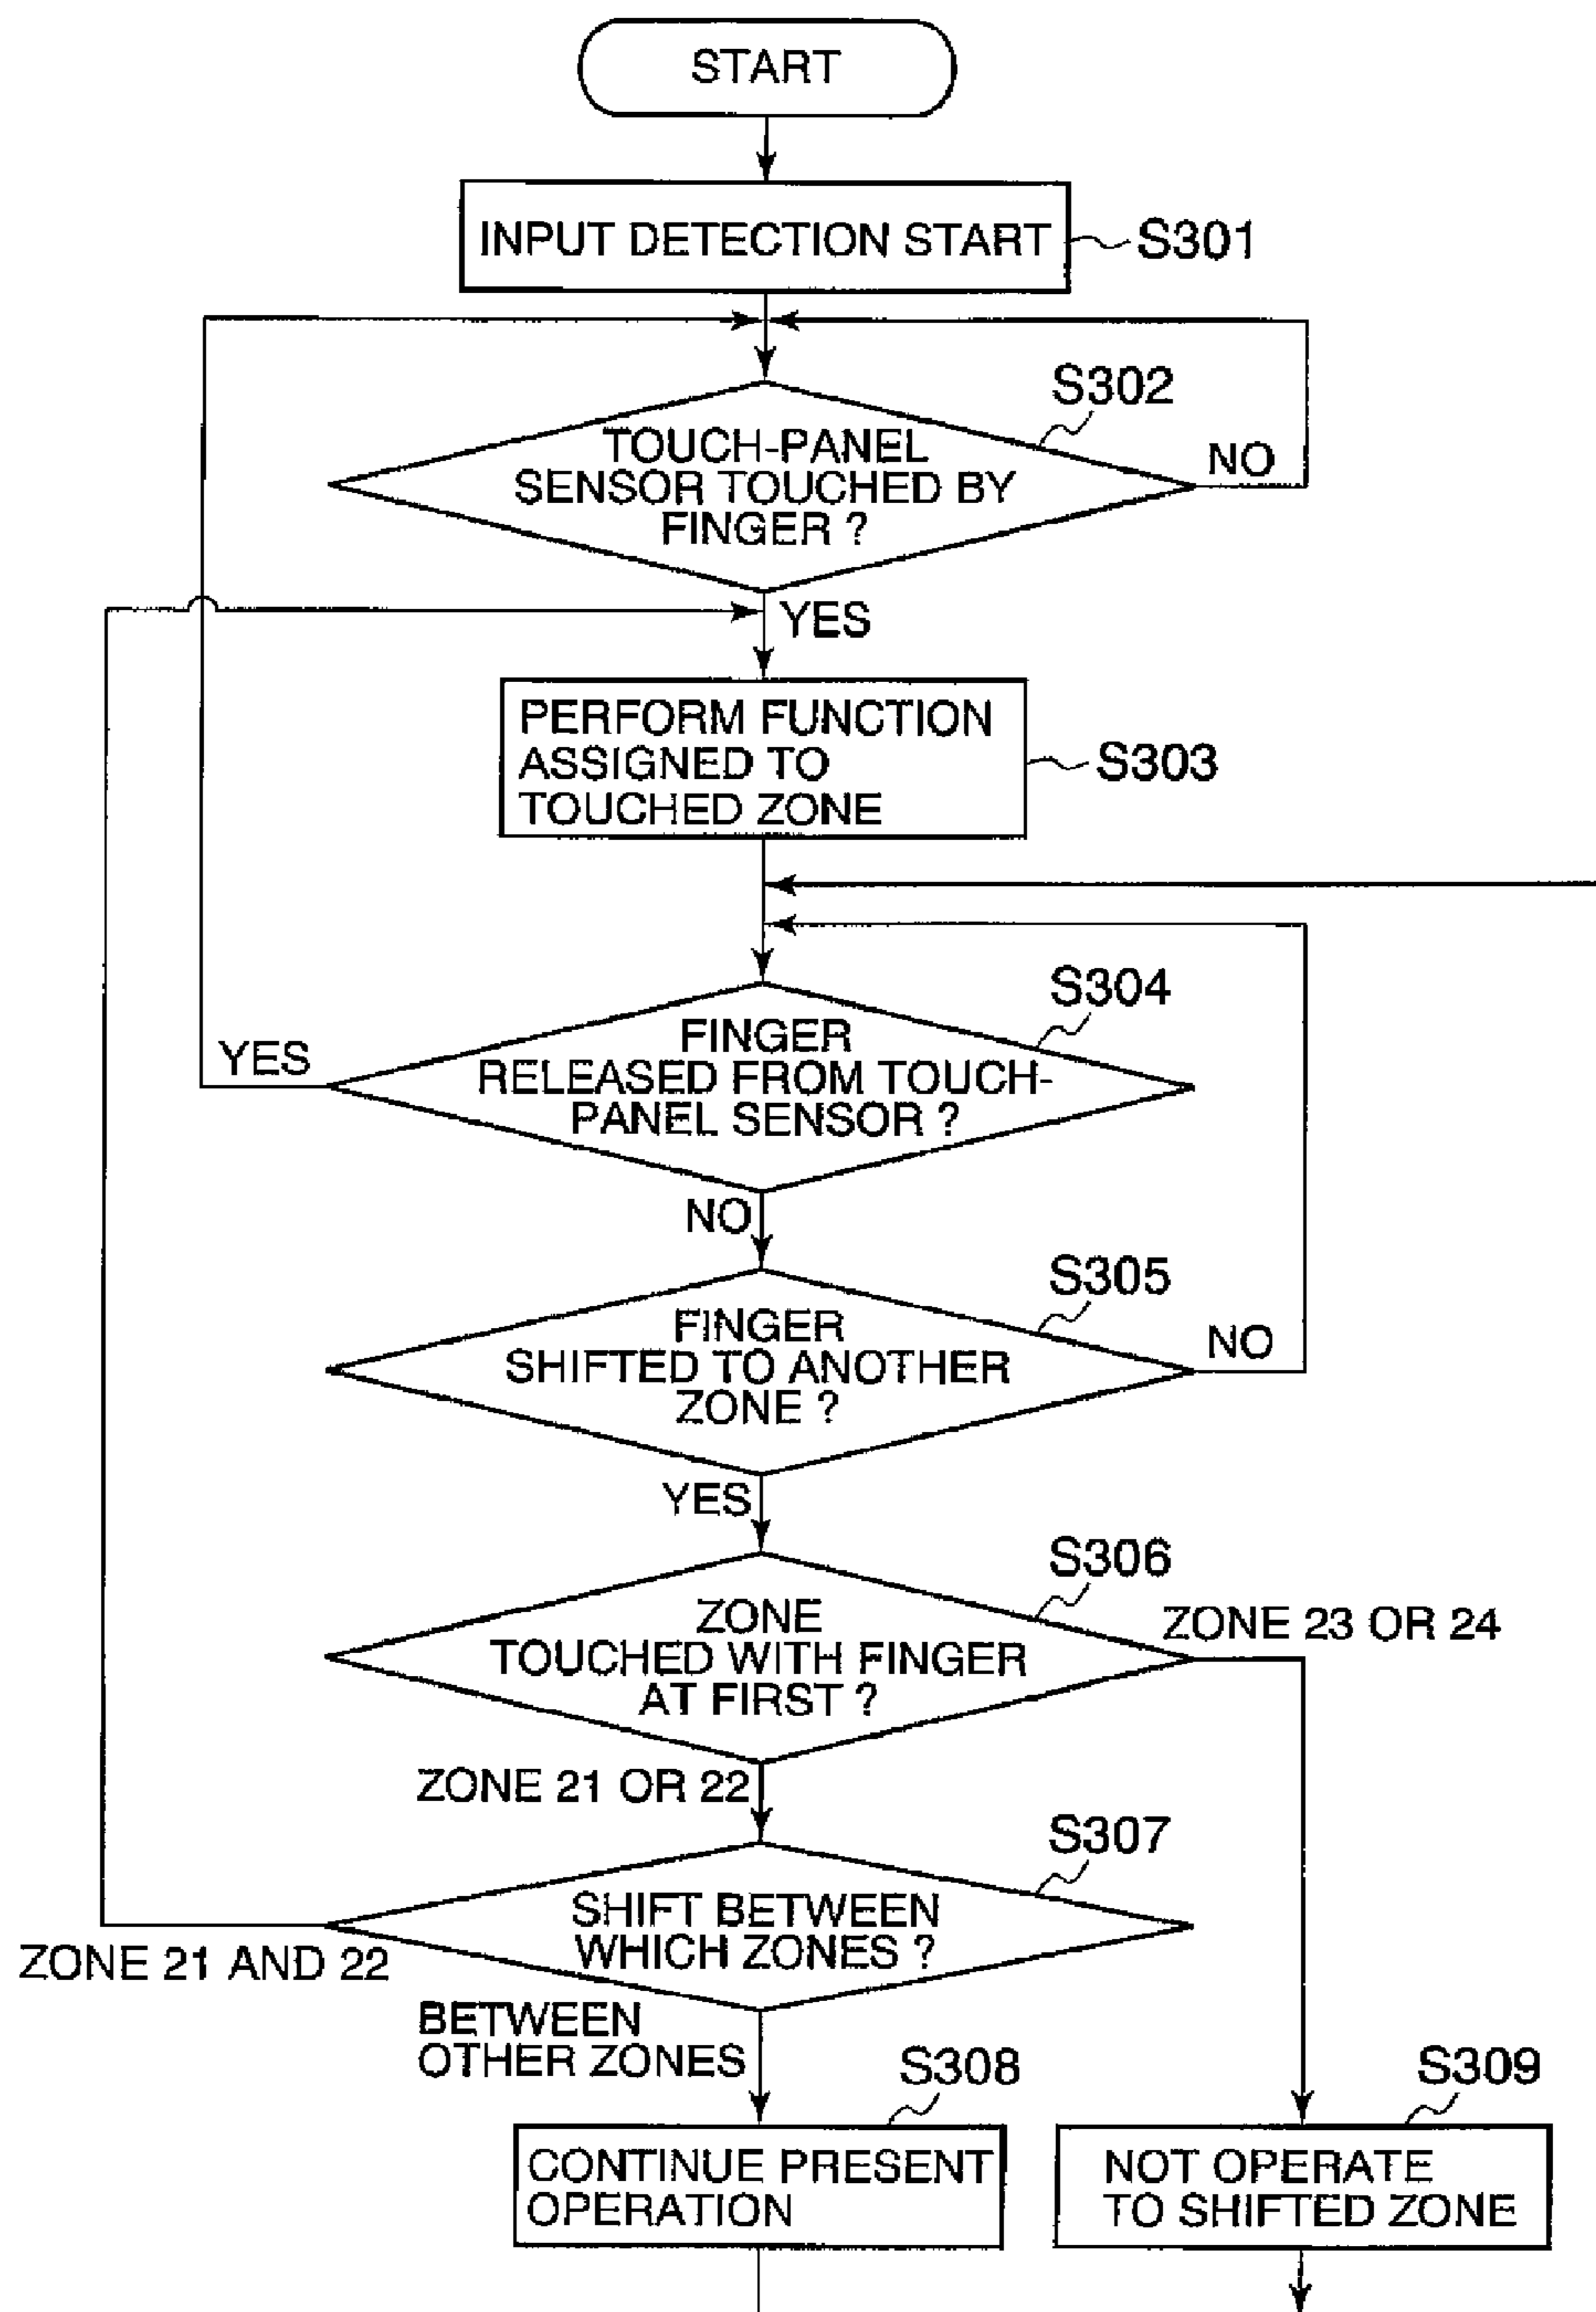 START
INPUT DETECTION START
S301
S302
TOUCH-PANEL
SENSOR TOUCHED BY
FINGER ?
NO
YES
PERFORM FUNCTION
ASSIGNED TO
TOUCHED ZONE
S303
S304
FINGER
RELEASED FROM TOUCH-
PANEL SENSOR ?
YES
NO
S305
FINGER
SHIFTED TO ANOTHER
ZONE ?
NO
YES
S306
ZONE
TOUCHED WITH FINGER
AT FIRST ?
ZONE 23 OR 24
ZONE 21 OR 22
S307
SHIFT BETWEEN
WHICH ZONES ?
ZONE 21 AND 22
BETWEEN
OTHER ZONES
S308
S309
CONTINUE PRESENT
OPERATION
NOT OPERATE
TO SHIFTED ZONE